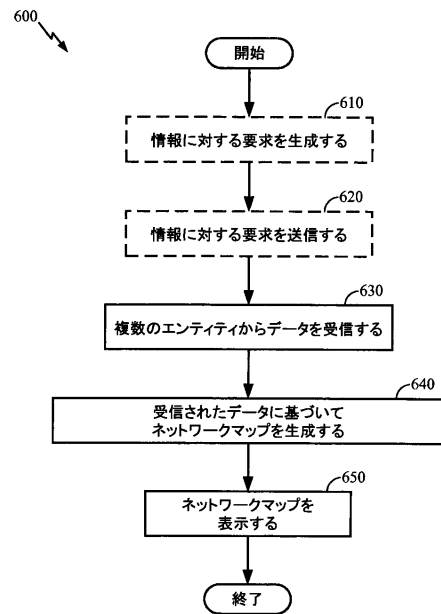 600
開始
610
情報に対する要求を生成する
620
情報に対する要求を送信する
630
複数のエンティティからデータを受信する
640
受信されたデータに基づいて
ネットワークマップを生成する
650
ネットワークマップを
表示する
終了